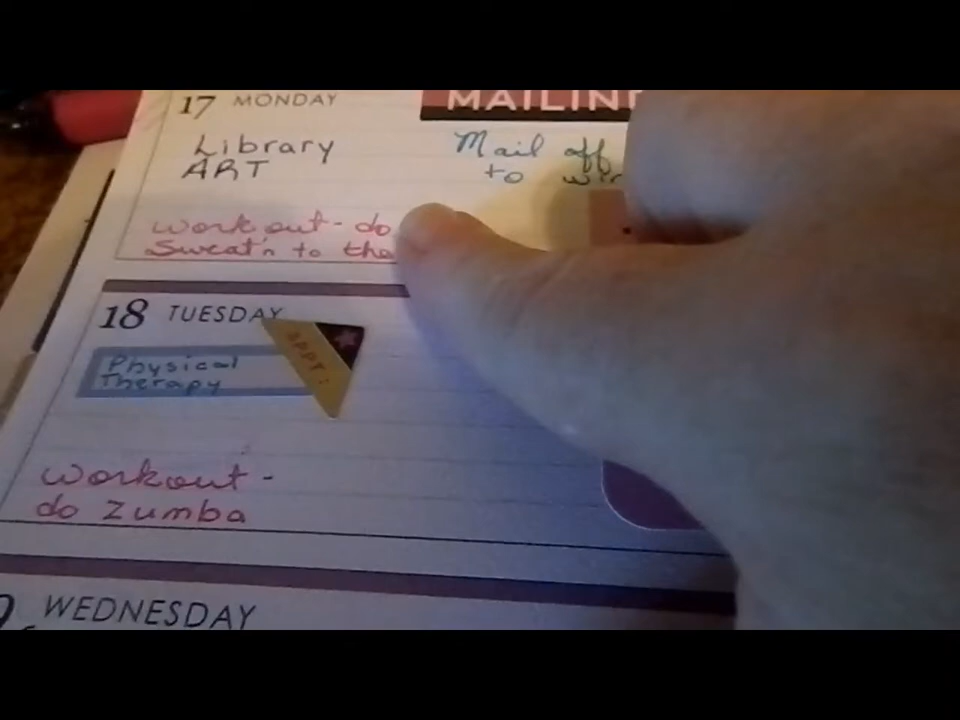 17 MONDAY
MAILIN
Library
ART
Mail off
to
workout - do
Sweat'n to the
18 TUESDAY
APPT:
Physical
Therapy
workout -
do zumba
WEDNESDAY